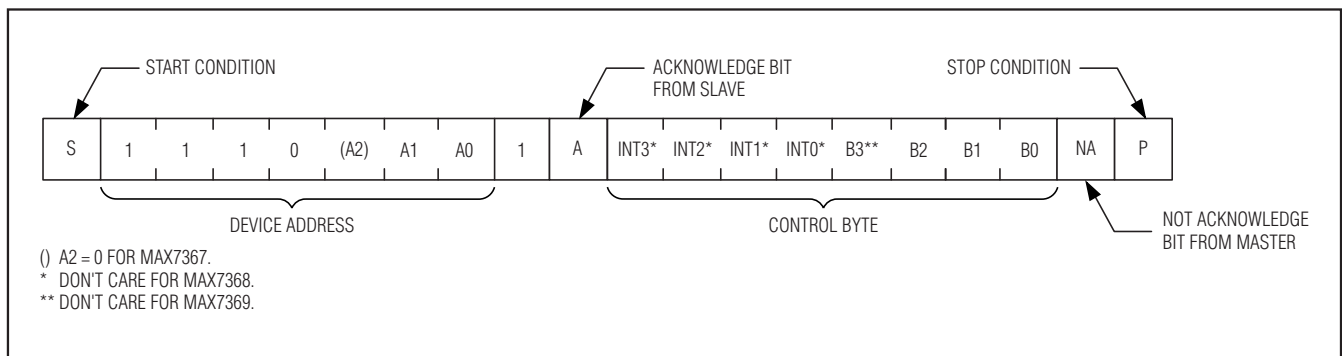 START CONDITION
ACKNOWLEDGE BIT
FROM SLAVE
STOP CONDITION
S 1 1 1 0 (A2) A1 A0 1 A INT3* INT2* INT1* INT0* B3** B2 B1 B0 NA P
DEVICE ADDRESS
CONTROL BYTE
NOT ACKNOWLEDGE
BIT FROM MASTER
() A2 = 0 FOR MAX7367.
* DON'T CARE FOR MAX7368.
** DON'T CARE FOR MAX7369.